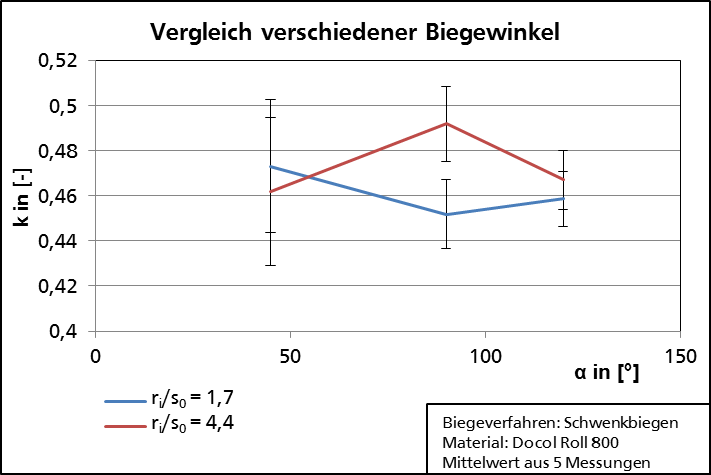 Vergleich verschiedener Biegewinkel
0,52
0,5
0,48
0,46
0,44
0,42
0,4
k in [-]
0 50 100 150
α in [°]
rᵢ/s₀ = 1,7
rᵢ/s₀ = 4,4
Biegeverfahren: Schwenkbiegen
Material: Docol Roll 800
Mittelwert aus 5 Messungen